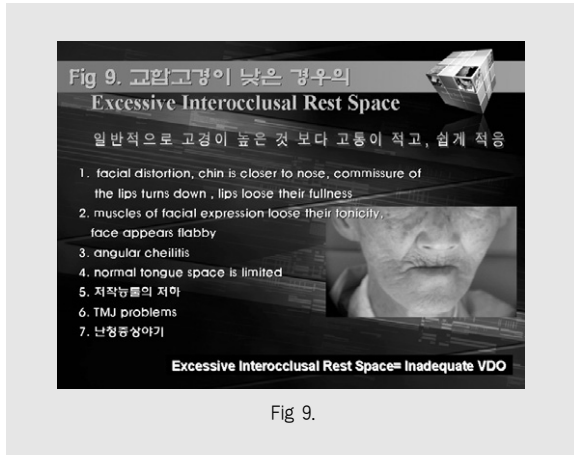 Fig 9. 교합고경이 낮은 경우의
Excessive Interocclusal Rest Space
일반적으로 고경이 높은 것 보다 고통이 적고, 쉽게 적응
1. facial distortion, chin is closer to nose, commissure of
the lips turns down , lips loose their fullness
2. muscles of facial expression loose their tonicity,
face appears flabby
3. angular cheilitis
4. normal tongue space is limited
5. 저작능률의 저하
6. TMJ problems
7. 난청증상야기
Excessive Interocclusal Rest Space= Inadequate VDO
Fig 9.